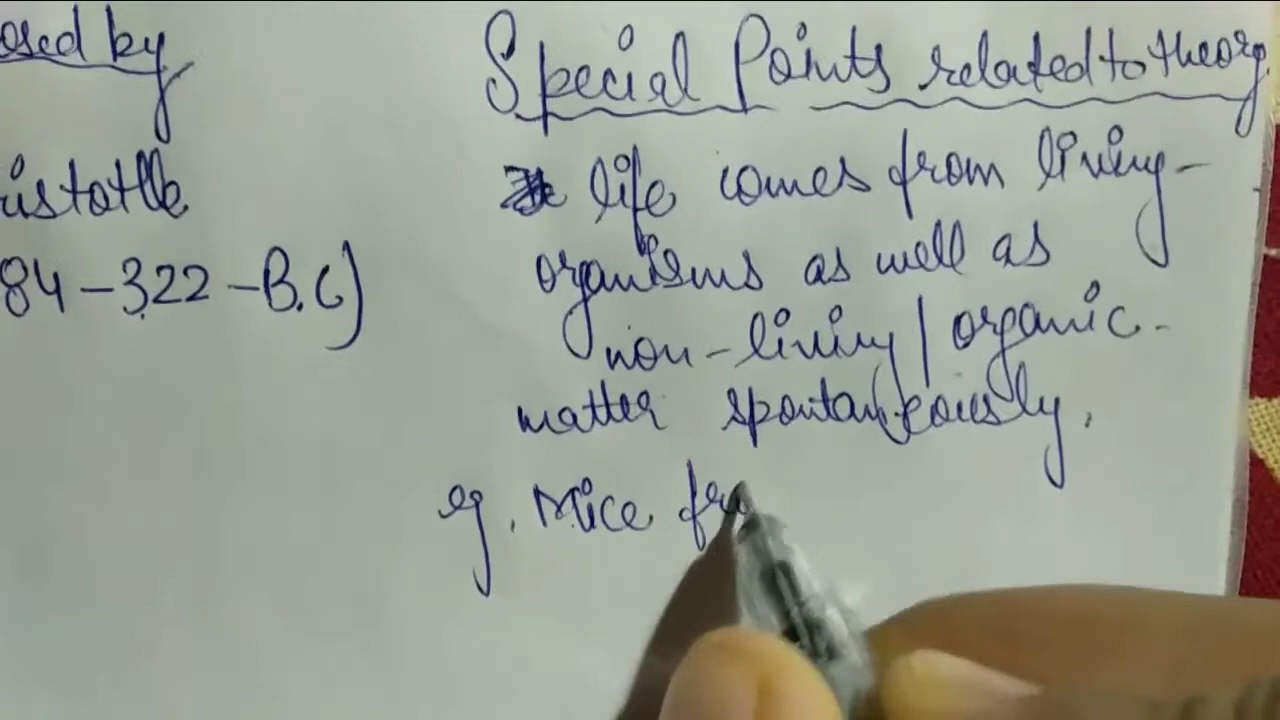 osed by
istotle
84-322-B.C)
Special Points related to theory
life comes from living-
organisms as well as
non-living/organic-
matter spontaneously.
eg. Mice fr